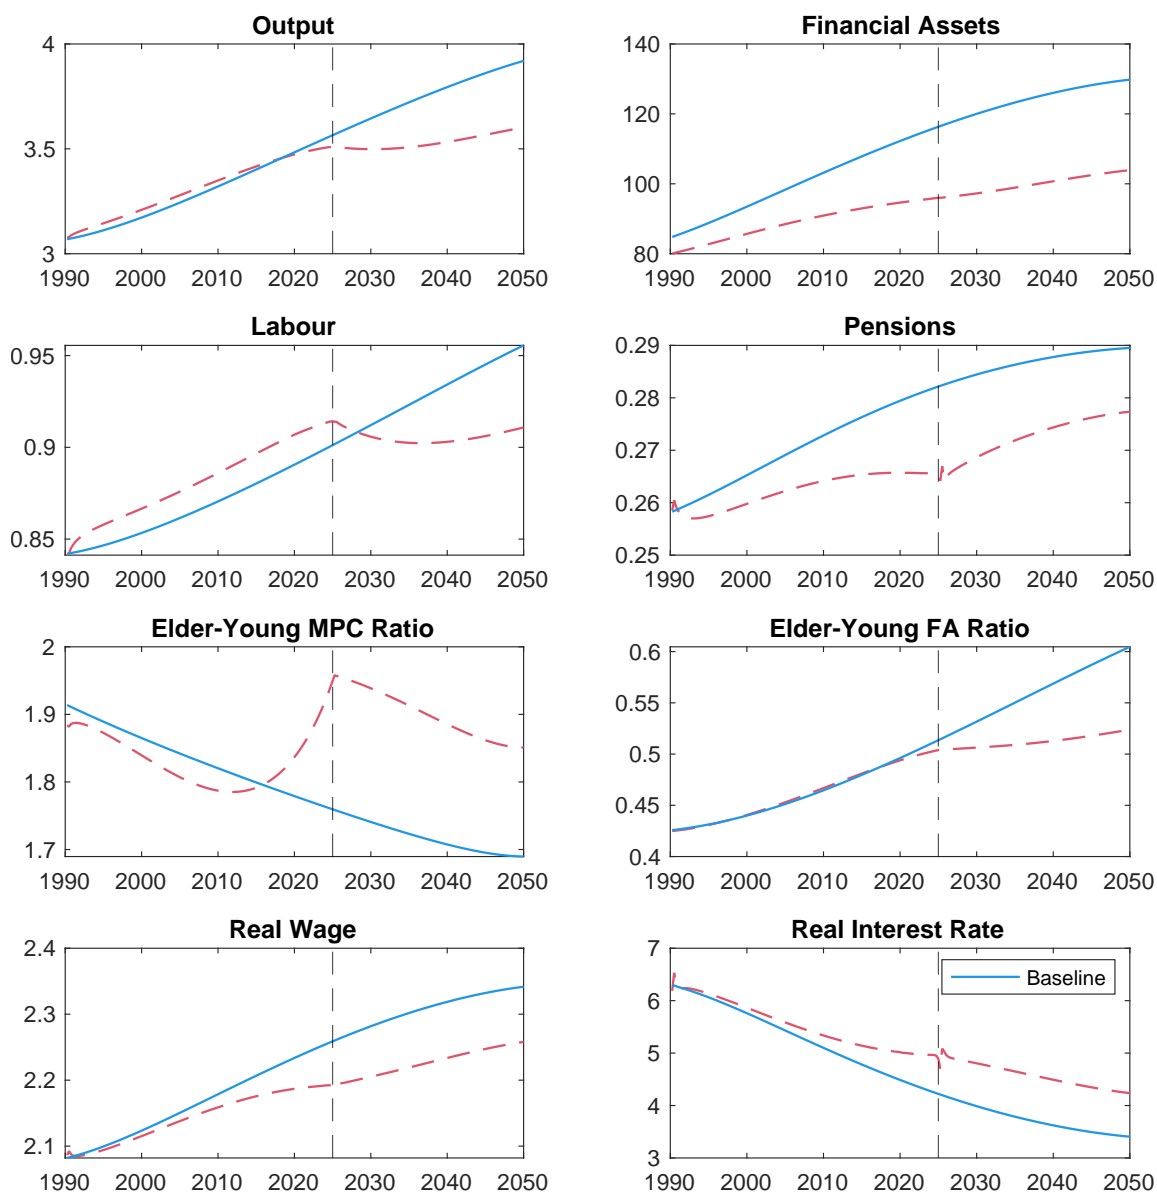 Output
4
3.5
3
1990 2000 2010 2020 2030 2040 2050
Financial Assets
140
120
100
80
1990 2000 2010 2020 2030 2040 2050
Labour
0.95
0.9
0.85
1990 2000 2010 2020 2030 2040 2050
Pensions
0.29
0.28
0.27
0.26
0.25
1990 2000 2010 2020 2030 2040 2050
Elder-Young MPC Ratio
2
1.9
1.8
1.7
1990 2000 2010 2020 2030 2040 2050
Elder-Young FA Ratio
0.6
0.55
0.5
0.45
0.4
1990 2000 2010 2020 2030 2040 2050
Real Wage
2.4
2.3
2.2
2.1
1990 2000 2010 2020 2030 2040 2050
Real Interest Rate
7
6
5
4
3
Baseline
1990 2000 2010 2020 2030 2040 2050